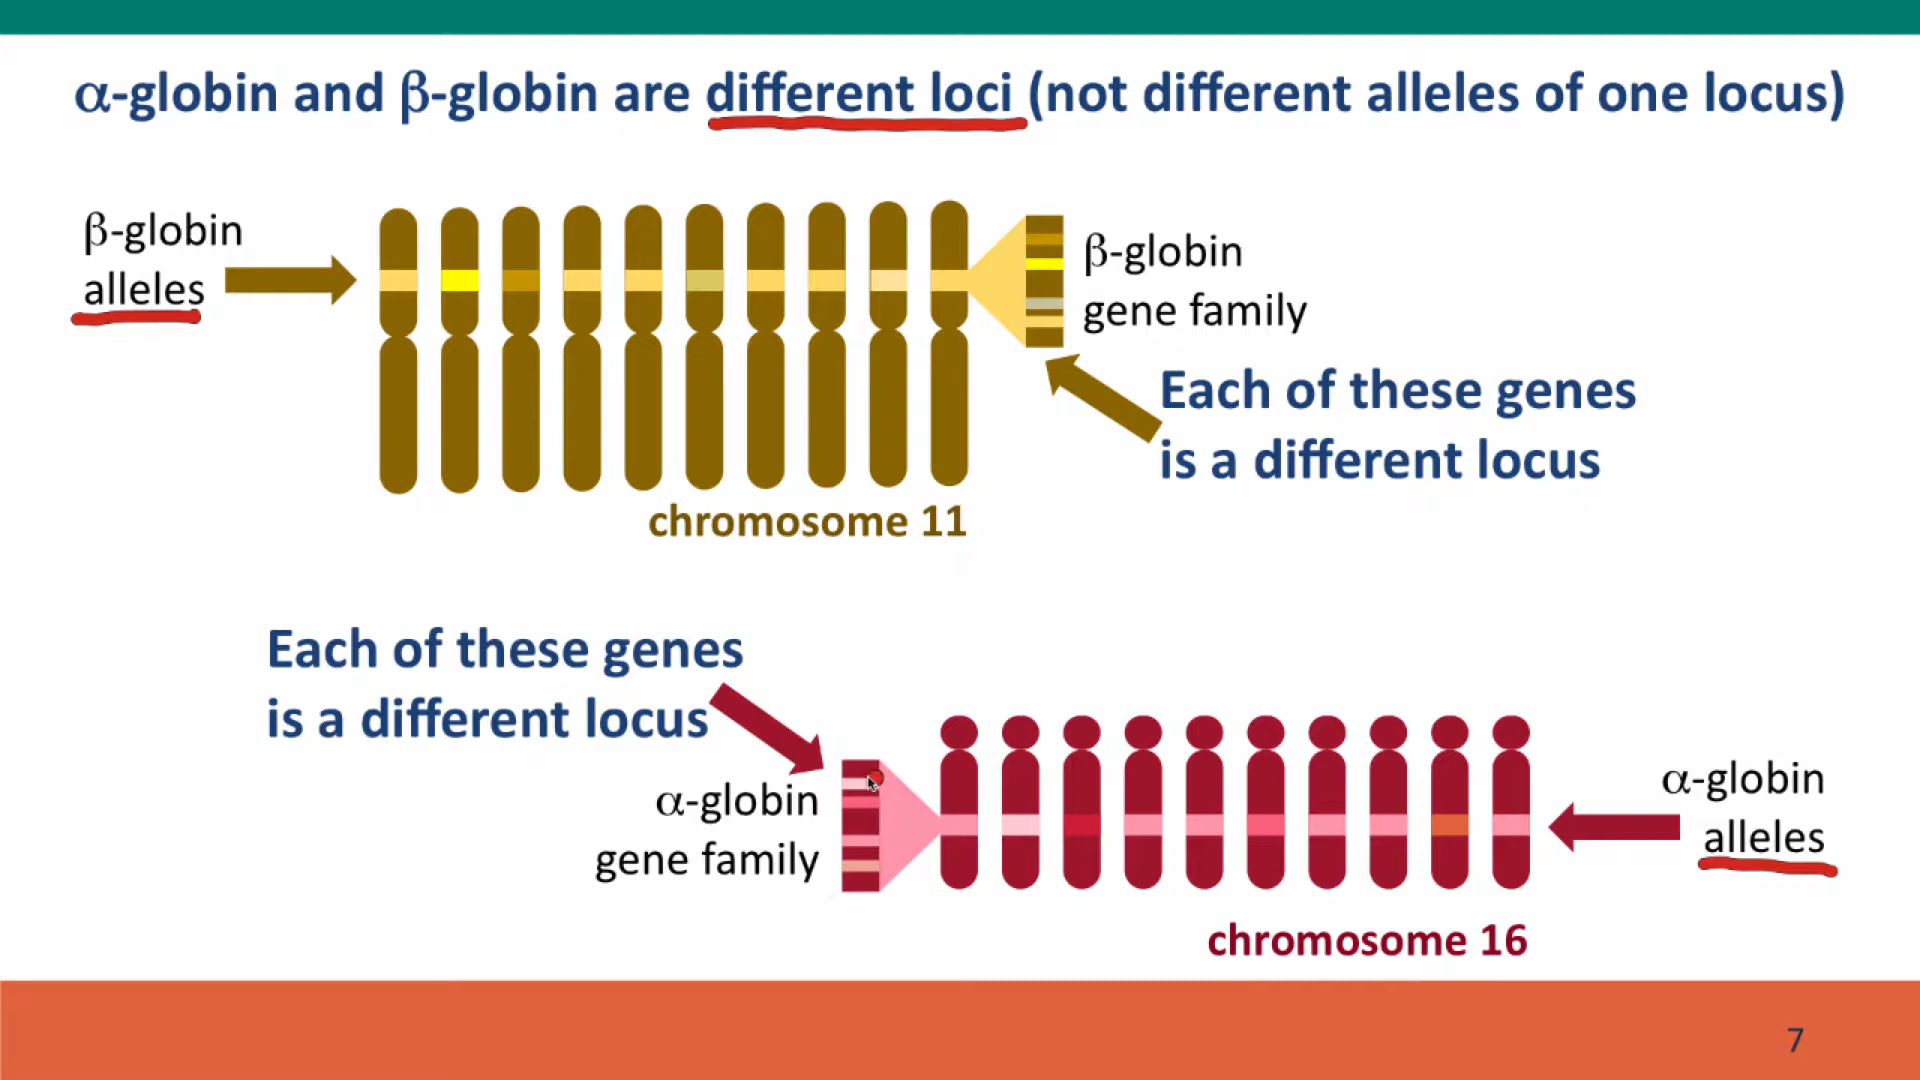 α-globin and β-globin are different loci (not different alleles of one locus)
β-globin
alleles
β-globin
gene family
Each of these genes
is a different locus
chromosome 11
Each of these genes
is a different locus
α-globin
gene family
α-globin
alleles
chromosome 16
7